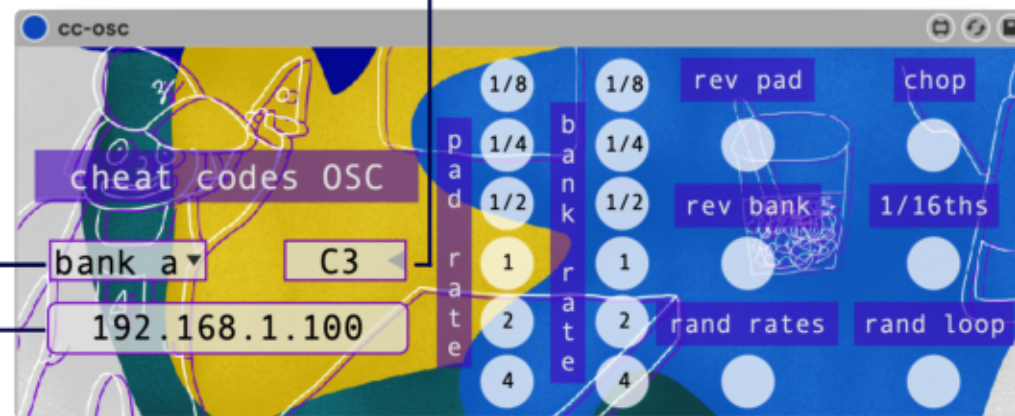 cc-osc
cheat codes OSC
bank a
C3
192.168.1.100
pad rate
1/8
1/4
1/2
1
2
4
bank rate
1/8
1/4
1/2
1
2
4
rev pad
chop
rev bank
1/16ths
rand rates
rand loop